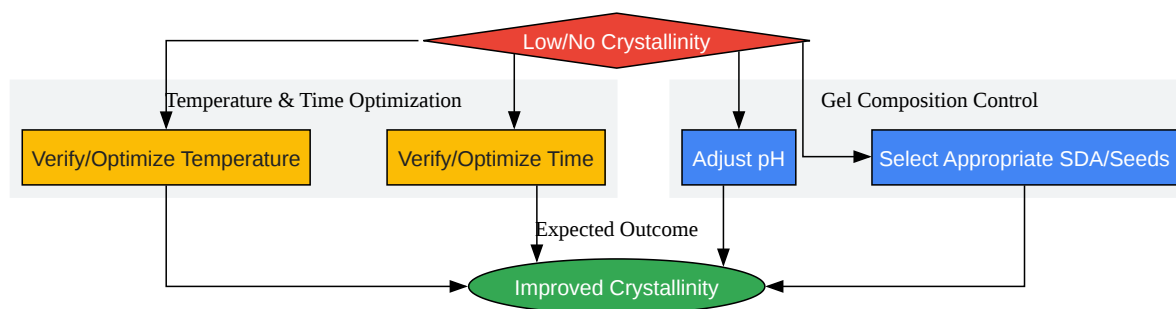 Low/No Crystallinity
Temperature & Time Optimization
Gel Composition Control
Verify/Optimize Temperature
Verify/Optimize Time
Adjust pH
Select Appropriate SDA/Seeds
Expected Outcome
Improved Crystallinity